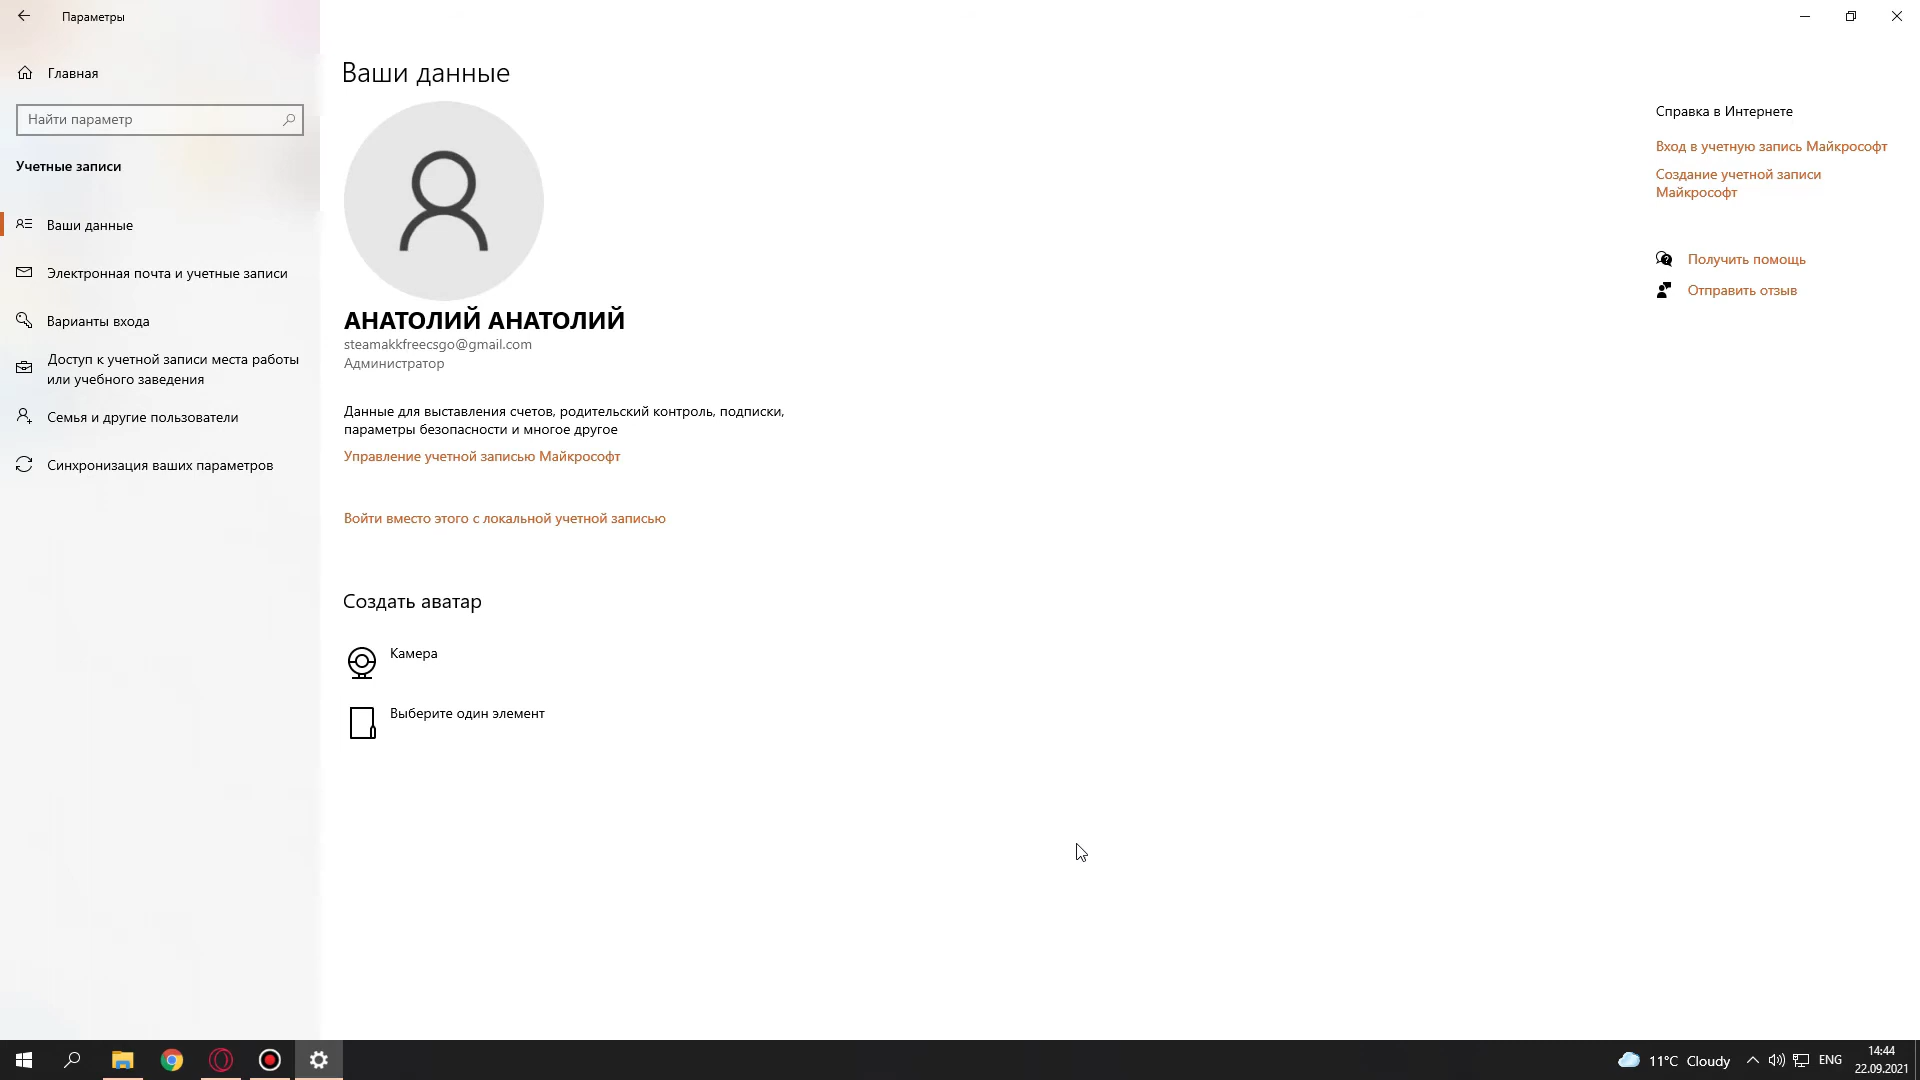 Параметры
Главная
Найти параметр
Учетные записи
Ваши данные
Электронная почта и учетные записи
Варианты входа
Доступ к учетной записи места работы
или учебного заведения
Семья и другие пользователи
Синхронизация ваших параметров
Ваши данные
АНАТОЛИЙ АНАТОЛИЙ
steamakkfreecsgo@gmail.com
Администратор
Данные для выставления счетов, родительский контроль, подписки,
параметры безопасности и многое другое
Управление учетной записью Майкрософт
Войти вместо этого с локальной учетной записью
Создать аватар
Камера
Выберите один элемент
Справка в Интернете
Вход в учетную запись Майкрософт
Создание учетной записи
Майкрософт
Получить помощь
Отправить отзыв
11°C Cloudy
ENG
14:44
22.09.2021